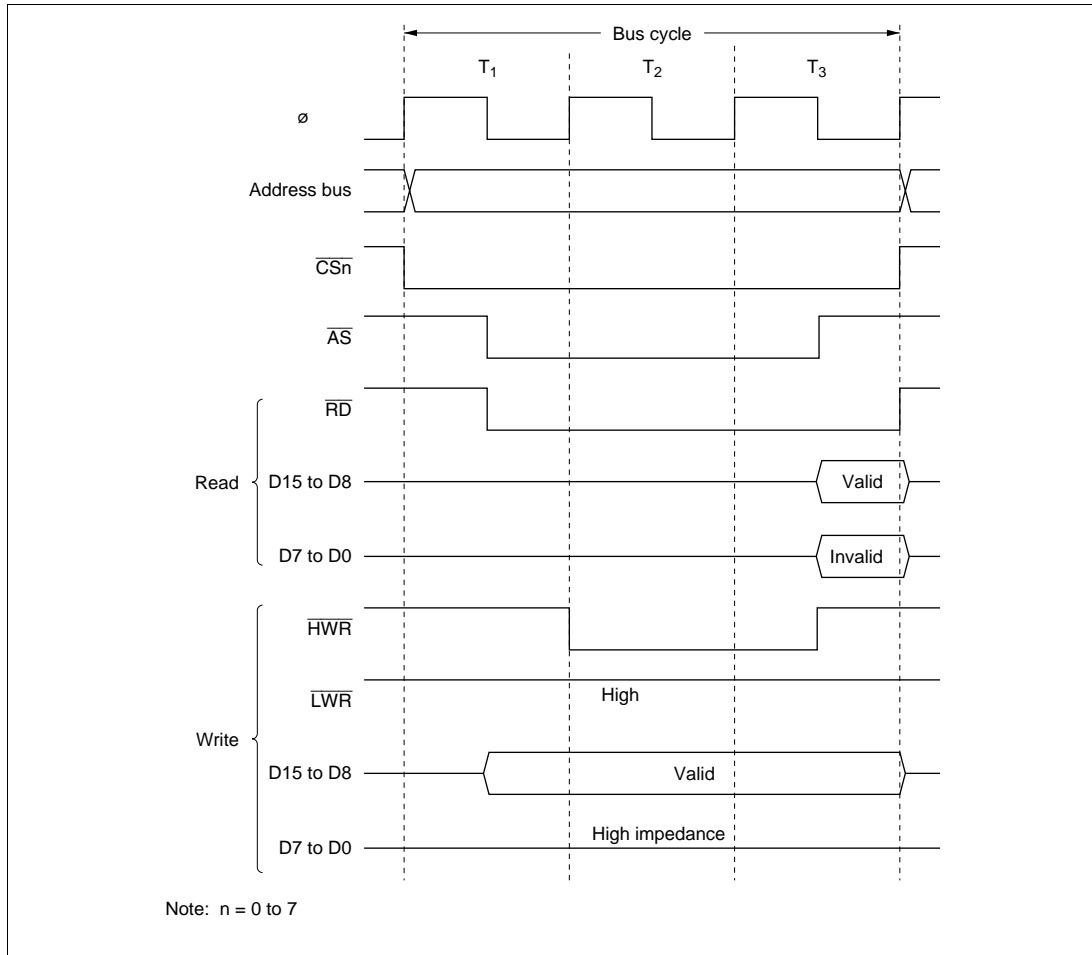 Bus cycle
T1 T2 T3
ø
Address bus
CSn
AS
RD
Read
D15 to D8 Valid
D7 to D0 Invalid
HWR
LWR High
Write
D15 to D8 Valid
D7 to D0 High impedance
Note: n = 0 to 7